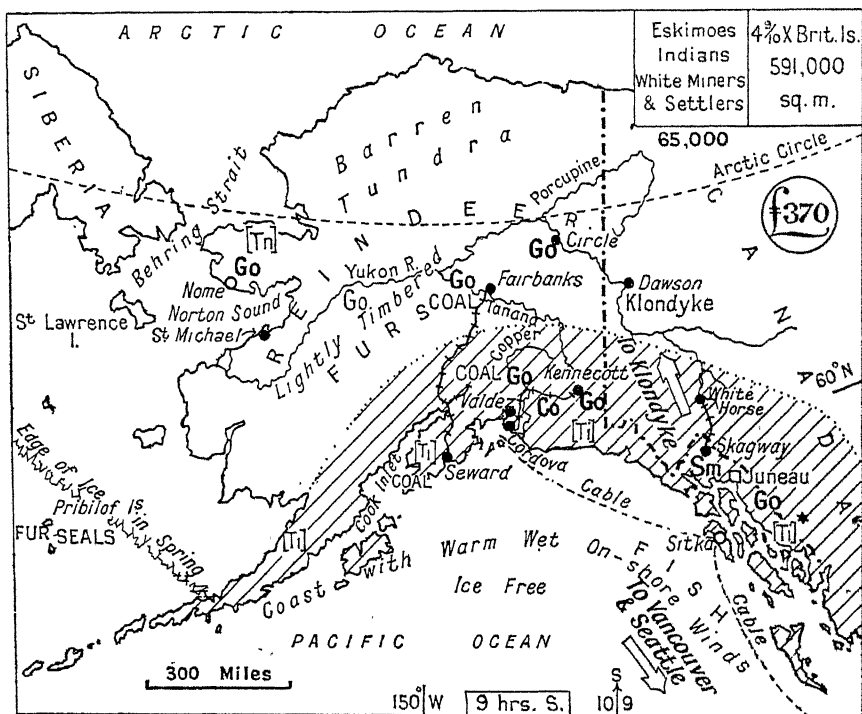 ARCTIC OCEAN
Eskimoes
Indians
White Miners
& Settlers
4 9/10 X Brit. Is.
591,000
sq. m.
65,000
SIBERIA
Barren
Tundra
Behring Strait
Porcupine
R.
Arctic Circle
CANADA
£370
[Tn]
Go
Nome
Norton Sound
St Michael
St Lawrence
I.
REINDEER
Yukon R.
Go
Lightly Timbered
FURS
Go
Circle
Go
Fairbanks
COAL
Tanana
Dawson
Klondyke
60°N
Copper
COAL
Go
Kennecott
Valdez
Co
Go
Cordova
[Ti]
To Klondyke
White
Horse
Skagway
Sm
Juneau
Go
[Ti]
*
Sitka
[Ti]
COAL
Seward
Cook Inlet
[Ti]
Edge of Ice
in Spring
Pribilof Is
FUR SEALS
Coast with Warm Wet On-shore Winds
Ice Free
FISH
Cable
Cable
To Vancouver
& Seattle
PACIFIC OCEAN
300 Miles
150°W
9 hrs. S.
S
10 9